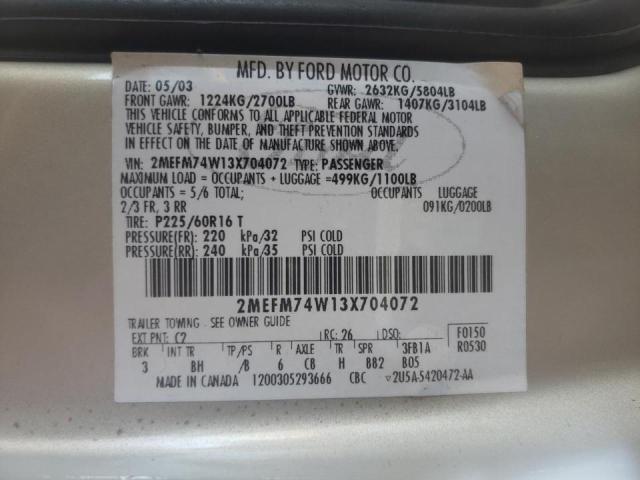 MFD. BY FORD MOTOR CO.
DATE: 05/03 GVWR: 2632KG/5804LB
FRONT GAWR: 1224KG/2700LB REAR GAWR: 1407KG/3104LB
THIS VEHICLE CONFORMS TO ALL APPLICABLE FEDERAL MOTOR
VEHICLE SAFETY, BUMPER, AND THEFT PREVENTION STANDARDS
IN EFFECT ON THE DATE OF MANUFACTURE SHOWN ABOVE.
VIN: 2MEFM74W13X704072 TYPE: PASSENGER
MAXIMUM LOAD = OCCUPANTS + LUGGAGE = 499KG/1100LB
OCCUPANTS = 5/6 TOTAL; OCCUPANTS LUGGAGE
2/3 FR, 3 RR 091KG/0200LB
TIRE: P225/60R16 T
PRESSURE(FR): 220 kPa/32 PSI COLD
PRESSURE(RR): 240 kPa/35 PSI COLD
2MEFM74W13X704072
TRAILER TOWING - SEE OWNER GUIDE
EXT PNT: C2 RC: 26 DSO: F0150
BRK INT TR TP/PS R AXLE TR SPR 3FB1A R0530
3 BH /B 6 CB H BB2 B05
MADE IN CANADA 1200305293666 CBC ▽2U5A-5420472-AA